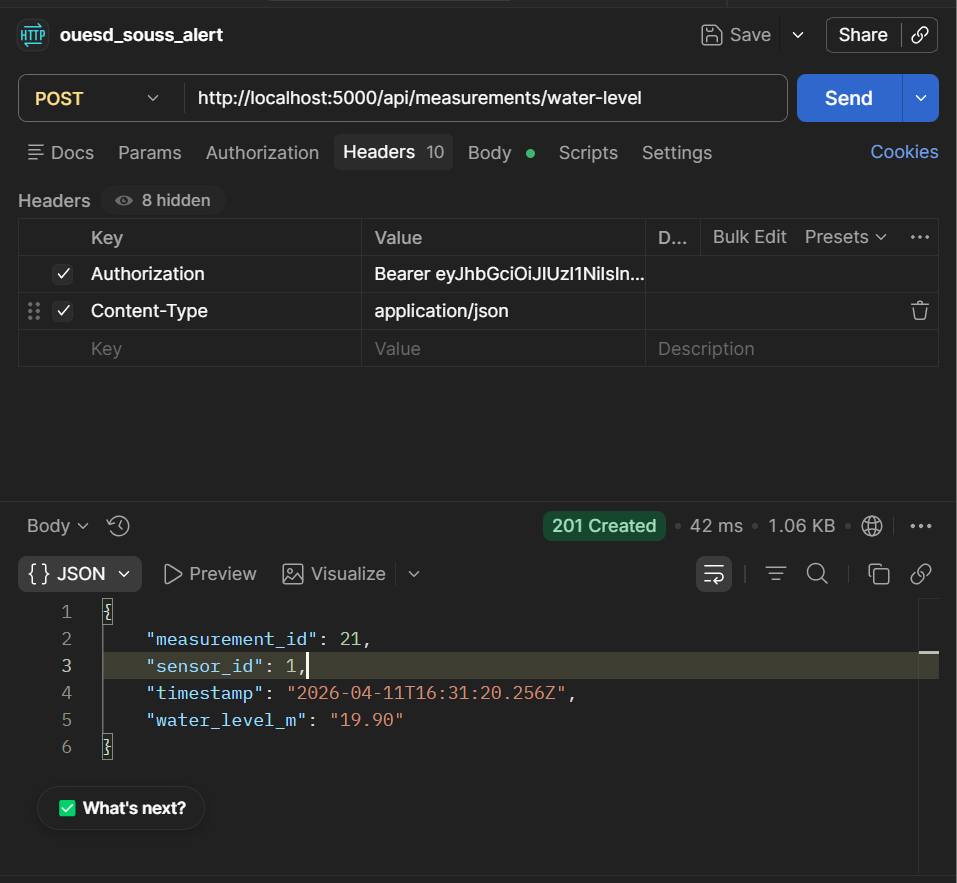 HTTP ouesd_souss_alert Save Share
POST http://localhost:5000/api/measurements/water-level Send
Docs Params Authorization Headers 10 Body Scripts Settings Cookies
Headers 8 hidden
Key Value D... Bulk Edit Presets
Authorization Bearer eyJhbGciOiJIUzI1NiIsIn...
Content-Type application/json
Key Value Description
Body 201 Created 42 ms 1.06 KB
{} JSON Preview Visualize
1 {
2 "measurement_id": 21,
3 "sensor_id": 1,
4 "timestamp": "2026-04-11T16:31:20.256Z",
5 "water_level_m": "19.90"
6 }
What's next?